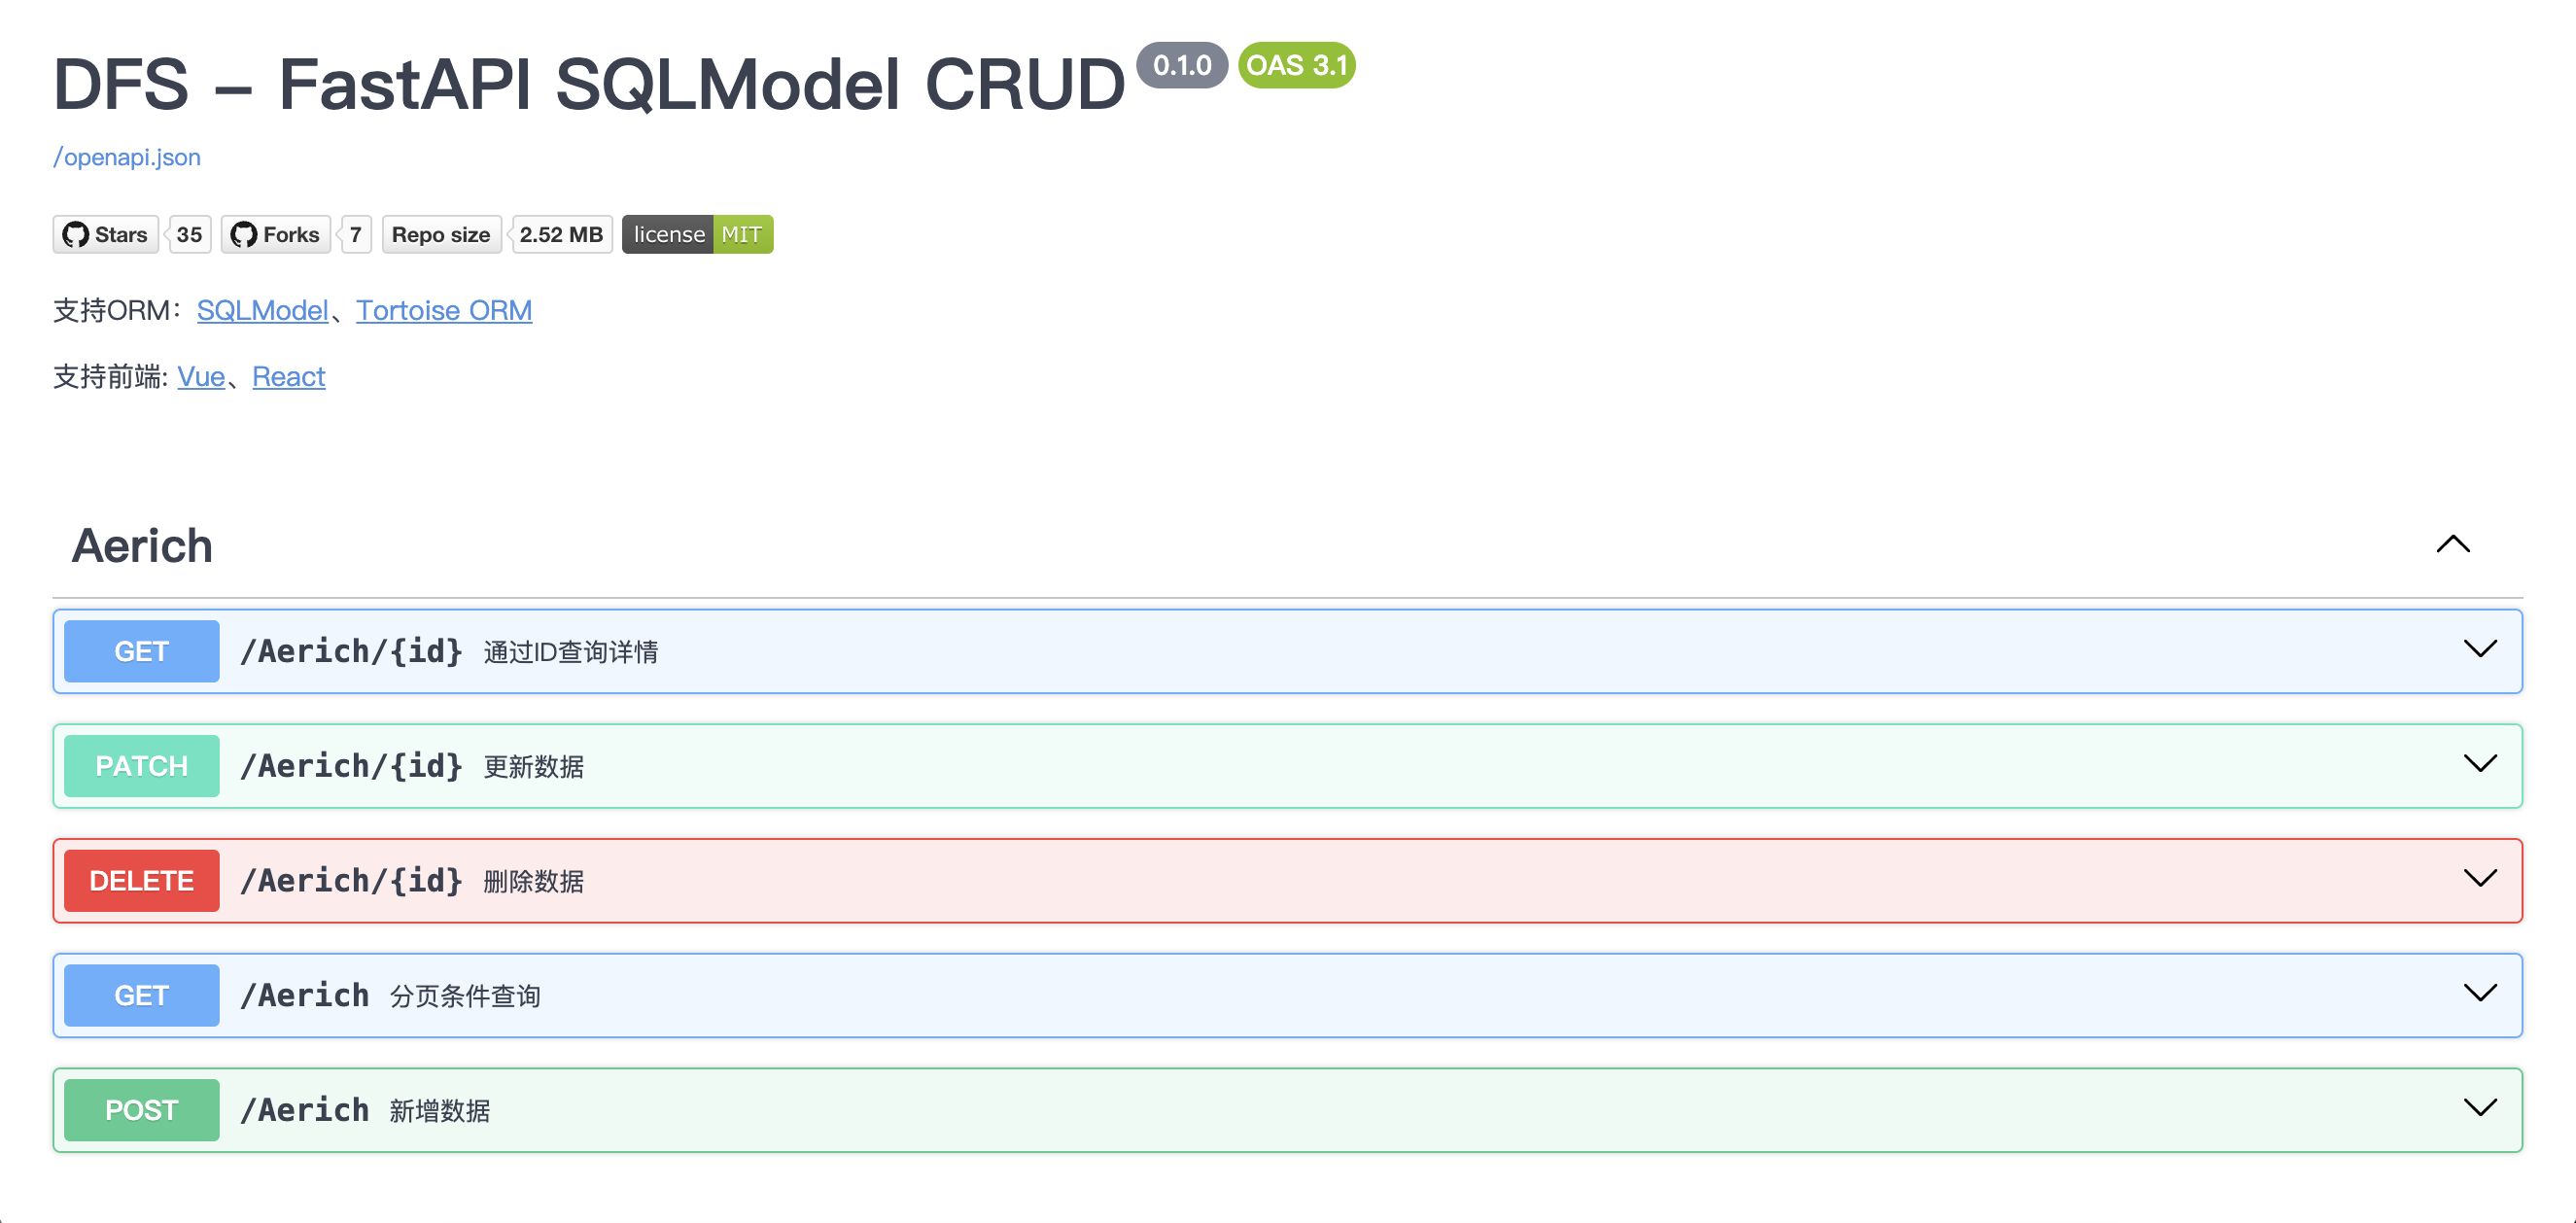 DFS – FastAPI SQLModel CRUD 0.1.0 OAS 3.1
/openapi.json
Stars 35 Forks 7 Repo size 2.52 MB license MIT
支持ORM：SQLModel、Tortoise ORM
支持前端: Vue、React
Aerich
GET /Aerich/{id} 通过ID查询详情
PATCH /Aerich/{id} 更新数据
DELETE /Aerich/{id} 删除数据
GET /Aerich 分页条件查询
POST /Aerich 新增数据